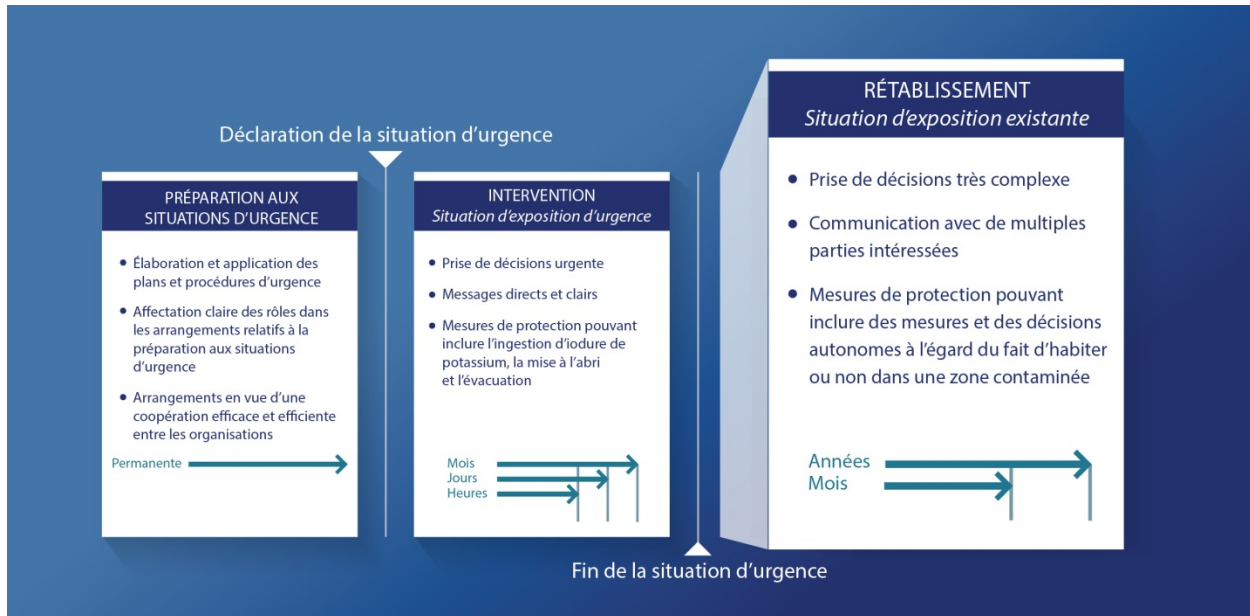 Déclaration de la situation d’urgence
PRÉPARATION AUX
SITUATIONS D’URGENCE
• Élaboration et application des
plans et procédures d’urgence
• Affectation claire des rôles dans
les arrangements relatifs à la
préparation aux situations
d’urgence
• Arrangements en vue d’une
coopération efficace et efficiente
entre les organisations
Permanente
INTERVENTION
Situation d’exposition d’urgence
• Prise de décisions urgente
• Messages directs et clairs
• Mesures de protection pouvant
inclure l’ingestion d’iodure de
potassium, la mise à l’abri
et l’évacuation
Mois
Jours
Heures
Fin de la situation d’urgence
RÉTABLISSEMENT
Situation d’exposition existante
• Prise de décisions très complexe
• Communication avec de multiples
parties intéressées
• Mesures de protection pouvant
inclure des mesures et des décisions
autonomes à l’égard du fait d’habiter
ou non dans une zone contaminée
Années
Mois